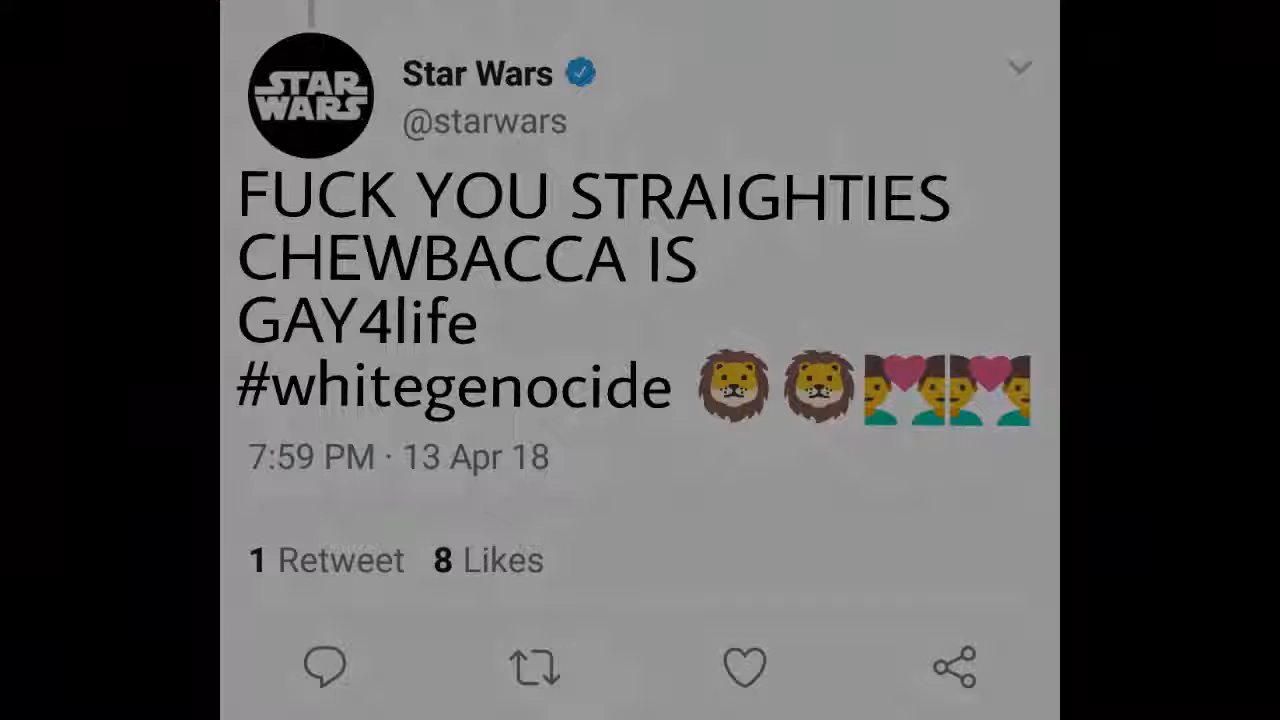 STAR
WARS
Star Wars
@starwars
FUCK YOU STRAIGHTIES
CHEWBACCA IS
GAY4life
#whitegenocide 🦁🦁👨‍❤️‍👨👨‍❤️‍👨
7:59 PM · 13 Apr 18
1 Retweet 8 Likes